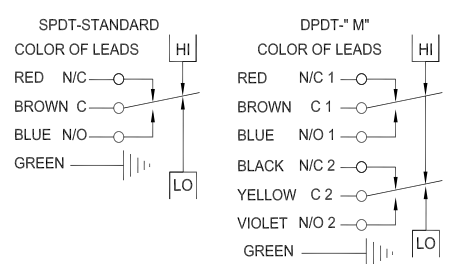 SPDT-STANDARD
COLOR OF LEADS HI
RED N/C
BROWN C
BLUE N/O
GREEN
LO
DPDT-" M"
COLOR OF LEADS HI
RED N/C 1
BROWN C 1
BLUE N/O 1
BLACK N/C 2
YELLOW C 2
VIOLET N/O 2
GREEN
LO